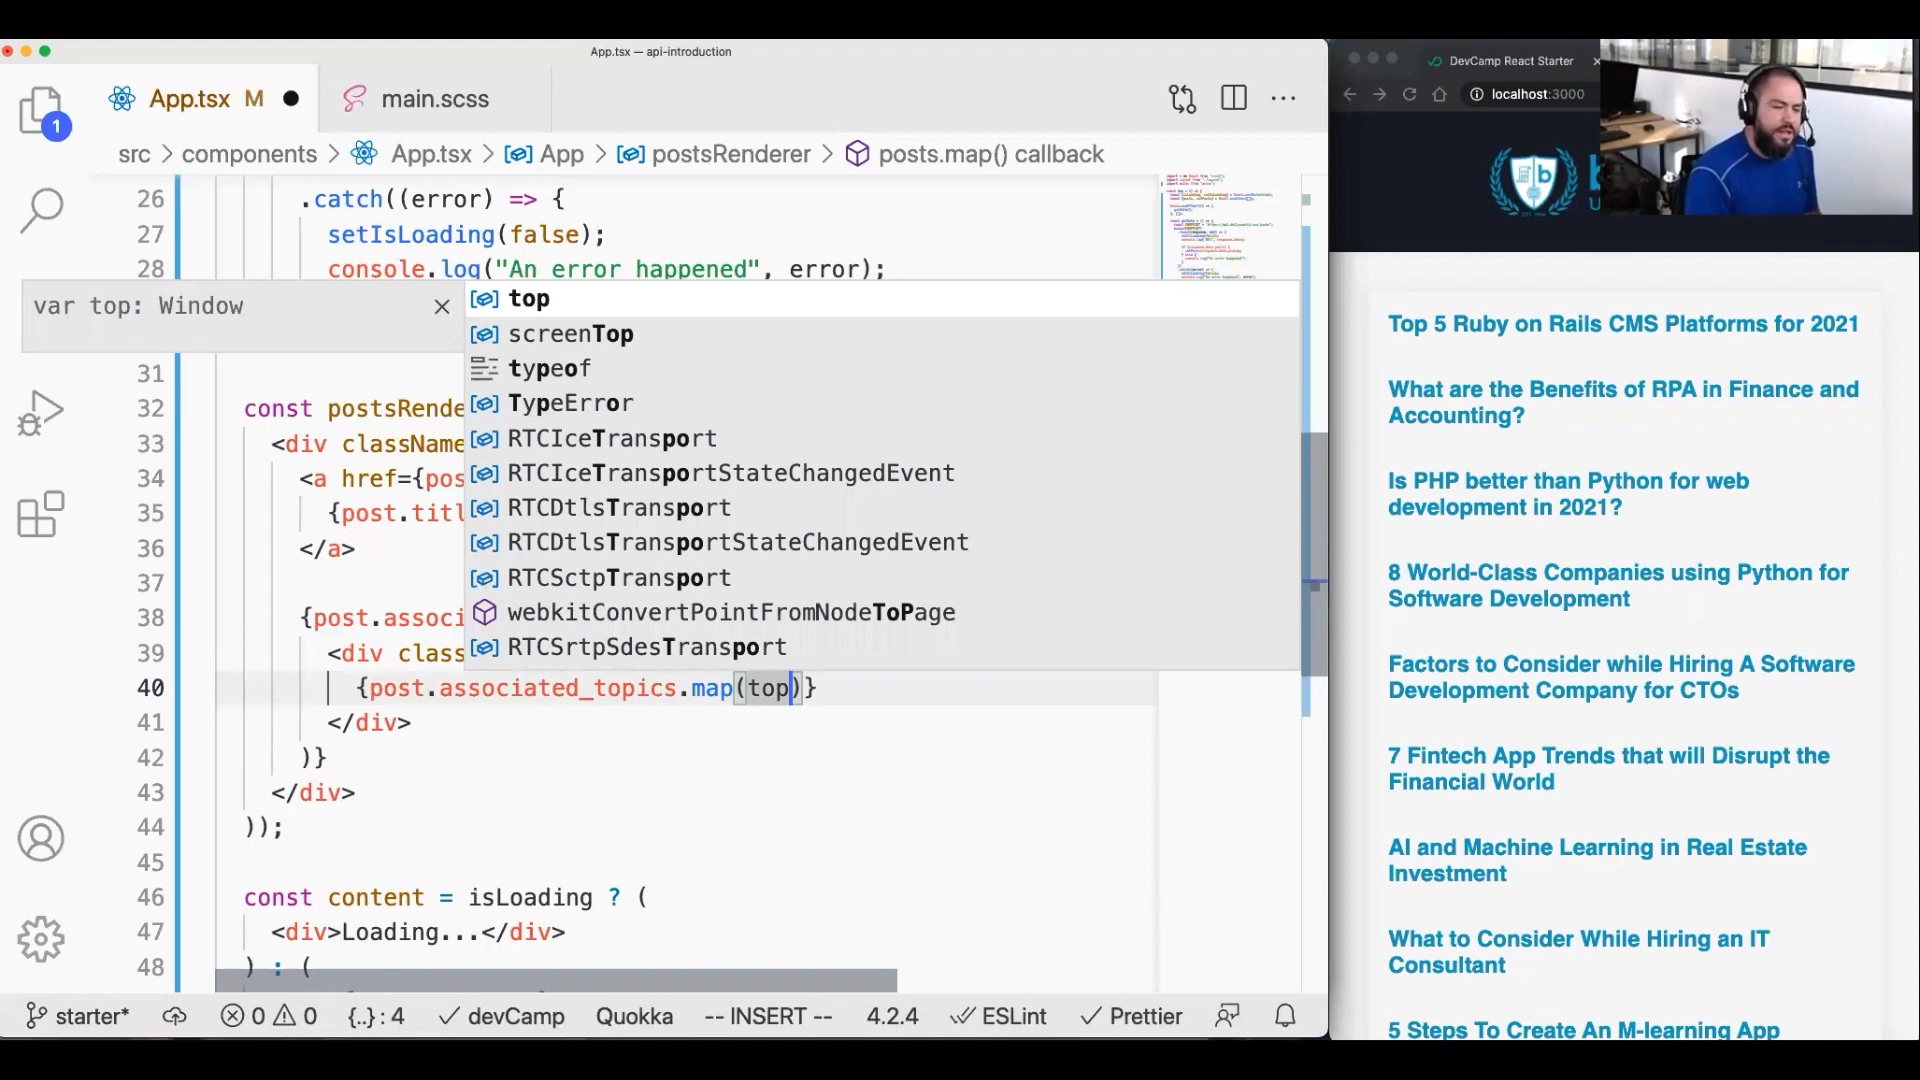 App.tsx — api-introduction
App.tsx M
main.scss
1
src > components > App.tsx > App > postsRenderer > posts.map() callback
26 .catch((error) => {
27 setIsLoading(false);
28 console.log("An error happened", error);
var top: Window
top
screenTop
typeof
TypeError
RTCIceTransport
RTCIceTransportStateChangedEvent
RTCDtlsTransport
RTCDtlsTransportStateChangedEvent
RTCSctpTransport
webkitConvertPointFromNodeToPage
RTCSrtpSdesTransport
31
32 const postsRende
33 <div className
34 <a href={pos
35 {post.titl
36 </a>
37
38 {post.associ
39 <div class
40 {post.associated_topics.map(top)}
41 </div>
42 )}
43 </div>
44 ));
45
46 const content = isLoading ? (
47 <div>Loading...</div>
48 ) : (
starter* 0 0 {..} : 4 devCamp Quokka -- INSERT -- 4.2.4 ESLint Prettier
DevCamp React Starter
localhost:3000
b
Top 5 Ruby on Rails CMS Platforms for 2021
What are the Benefits of RPA in Finance and
Accounting?
Is PHP better than Python for web
development in 2021?
8 World-Class Companies using Python for
Software Development
Factors to Consider while Hiring A Software
Development Company for CTOs
7 Fintech App Trends that will Disrupt the
Financial World
AI and Machine Learning in Real Estate
Investment
What to Consider While Hiring an IT
Consultant
5 Steps To Create An M-learning App